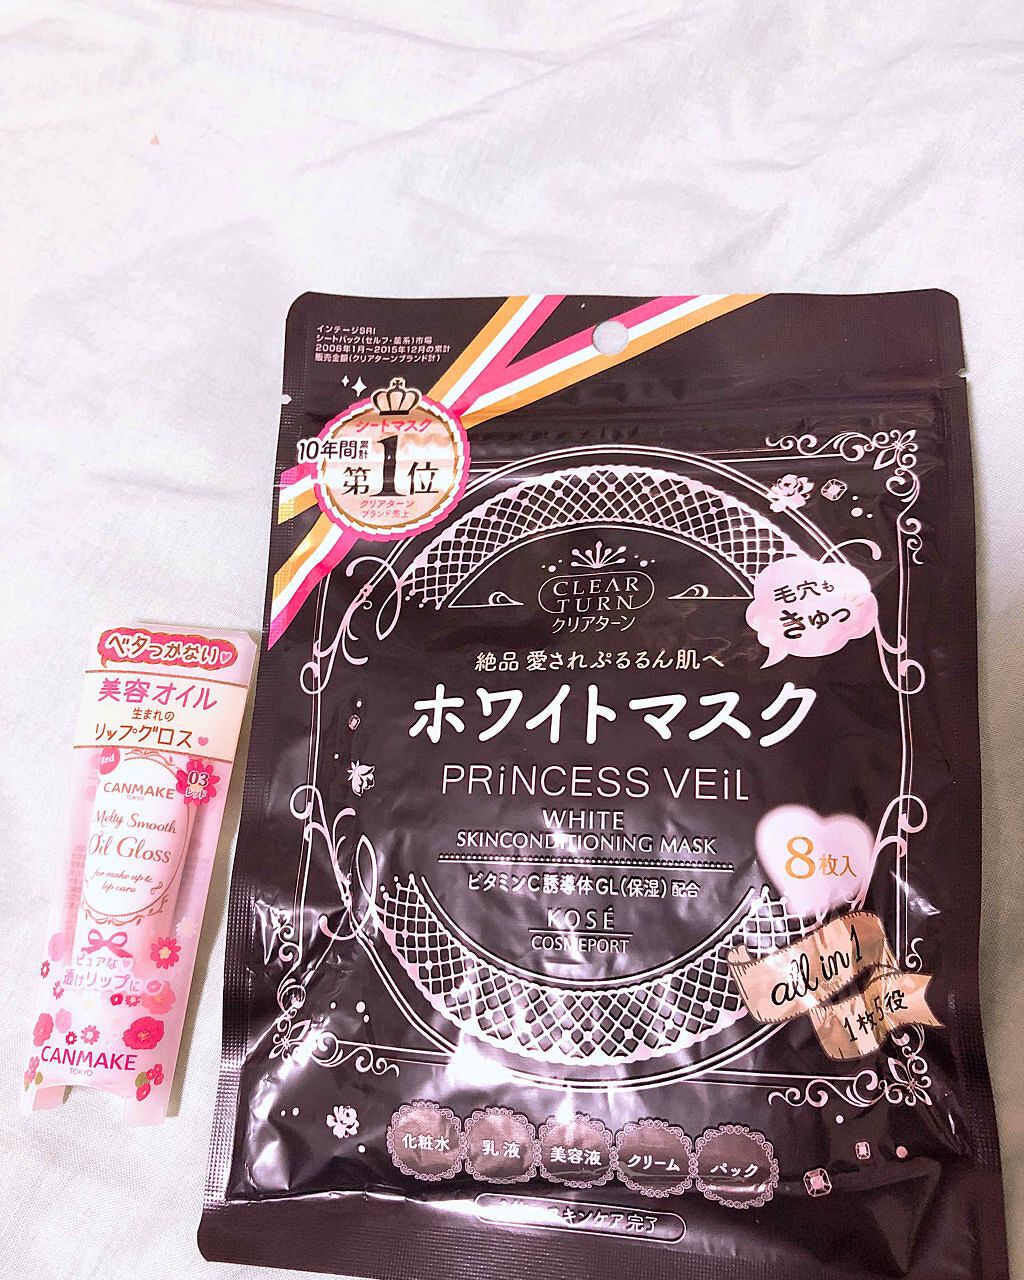 インテージSRI
シートパック(セルフ・薬系)市場
2006年1月〜2015年12月の累計
販売金額(クリアターンブランド計)
シートマスク
10年間累計
第1位
クリアターン
ブランド売上
CLEAR
TURN
クリアターン
毛穴も
きゅっ
絶品 愛されぷるるん肌へ
ホワイトマスク
PRiNCESS VEiL
WHITE
SKINCONDITIONING MASK
ビタミンC誘導体GL(保湿)配合
KOSÉ
COSMEPORT
8枚入
all in 1
1枚5役
化粧水
乳液
美容液
クリーム
パック
スキンケア完了
ベタつかない
美容オイル
生まれの
リップグロス
Red
03
レッド
CANMAKE
TOKYO
Melty Smooth
Oil Gloss
for make-up &
lip care
ピュアな
透けリップに
CANMAKE
TOKYO